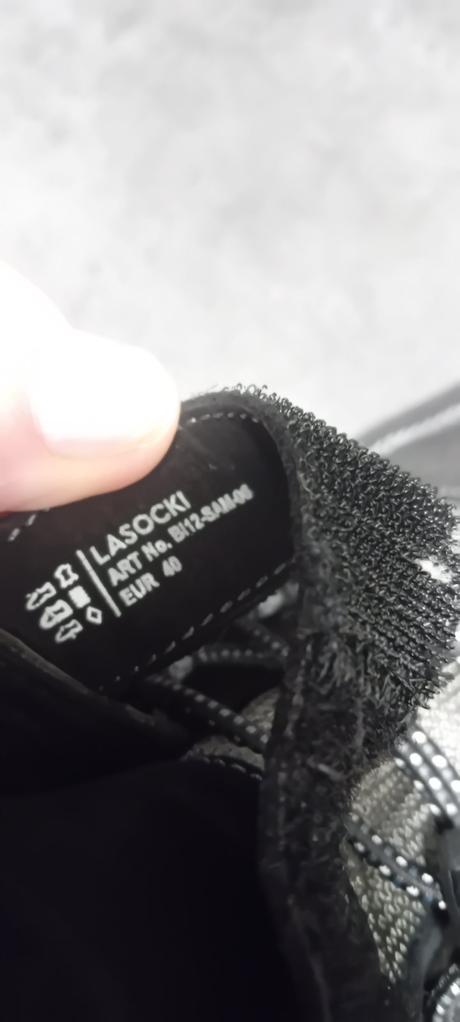 LASOCKI
ART No. BI12-SAM-06
EUR 40